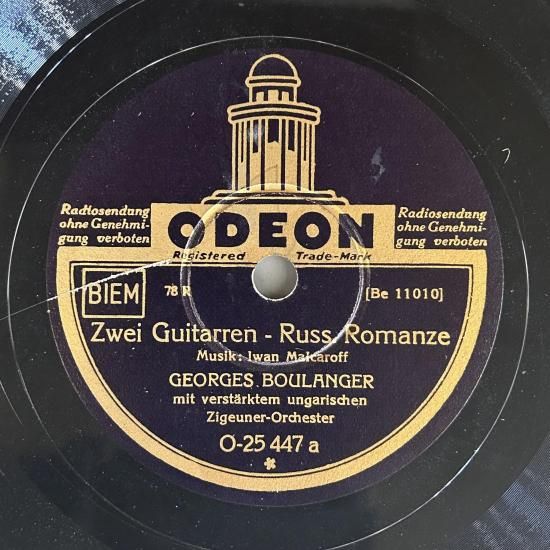 Radiosendung
ohne Genehmi-
gung verboten
ODEON
Registered Trade-Mark
Radiosendung
ohne Genehmi-
gung verboten
BIEM
78 R
[Be 11010]
Zwei Guitarren - Russ. Romanze
Musik: Iwan Makaroff
GEORGES BOULANGER
mit verstärktem ungarischen
Zigeuner-Orchester
O-25 447 a